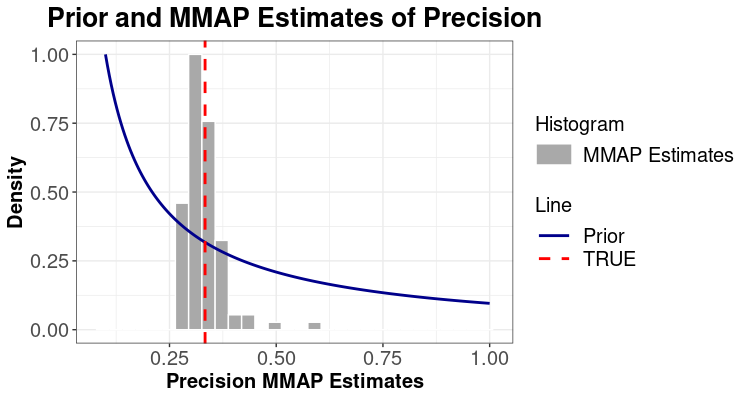 Prior and MMAP Estimates of Precision
1.00
0.75
0.50
0.25
0.00
Density
0.25 0.50 0.75 1.00
Precision MMAP Estimates
Histogram
MMAP Estimates
Line
Prior
TRUE